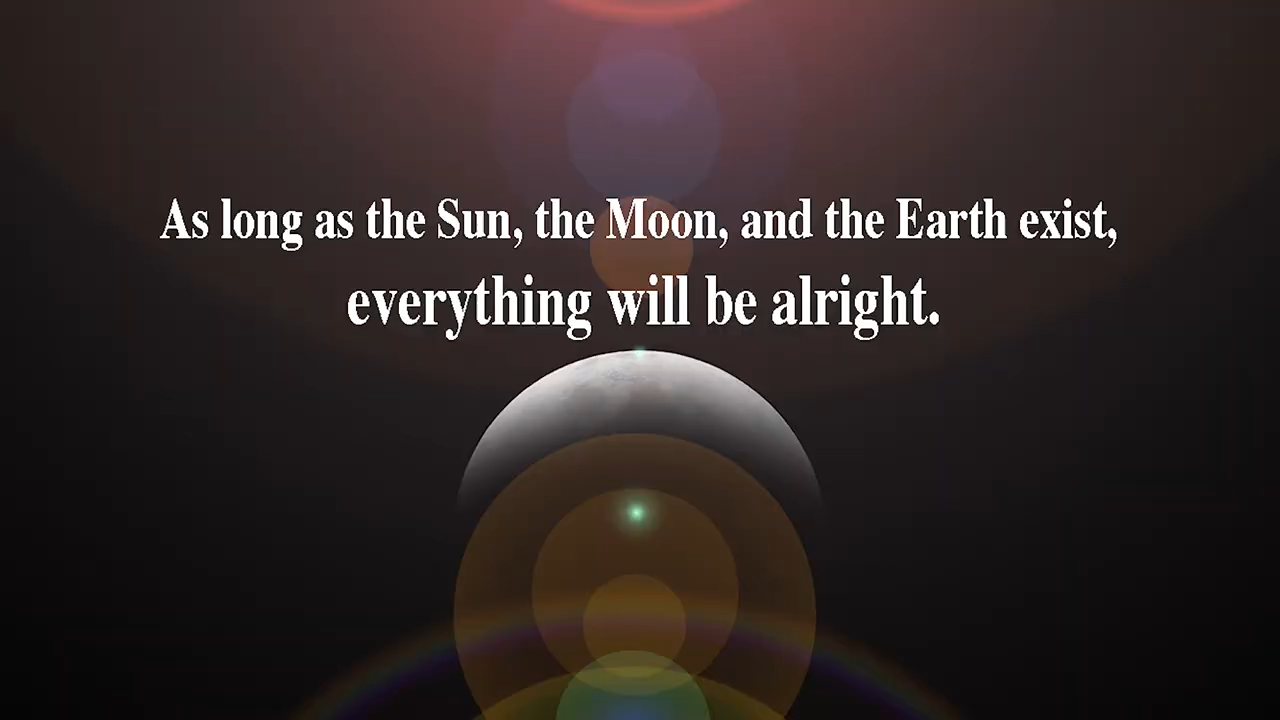 As long as the Sun, the Moon, and the Earth exist,
everything will be alright.